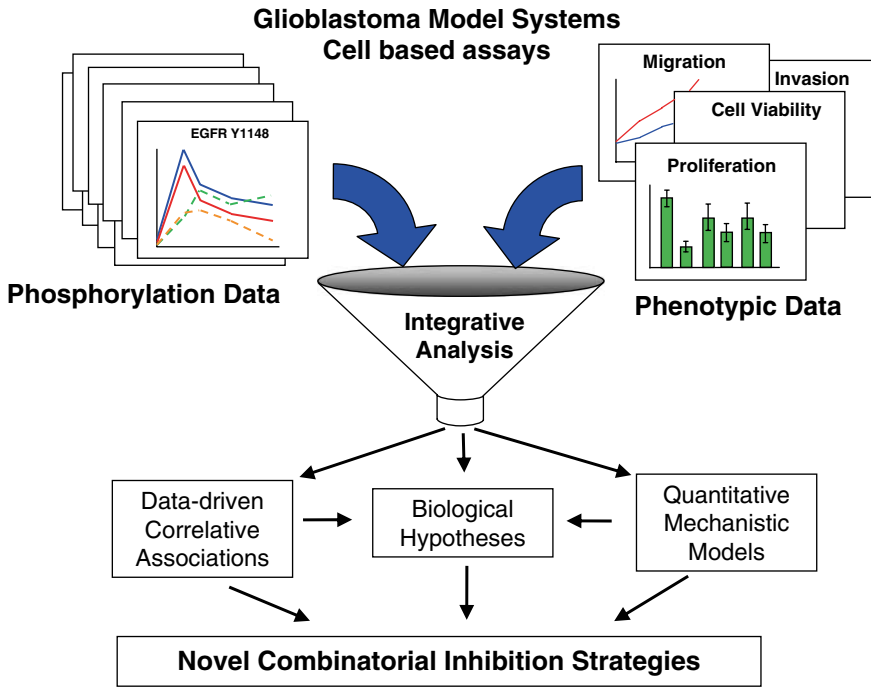 Glioblastoma Model Systems
Cell based assays
EGFR Y1148
Phosphorylation Data
Migration
Invasion
Cell Viability
Proliferation
Phenotypic Data
Integrative
Analysis
Data-driven
Correlative
Associations
Biological
Hypotheses
Quantitative
Mechanistic
Models
Novel Combinatorial Inhibition Strategies